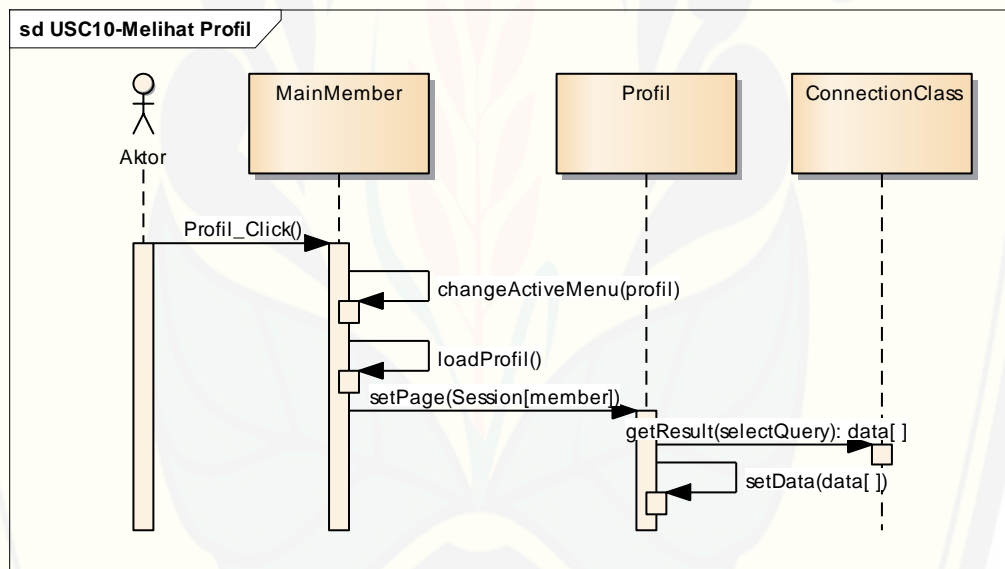 sd USC10-Melihat Profil
MainMember
Profil
ConnectionClass
Aktor
Profil_Click()
changeActiveMenu(profil)
loadProfil()
setPage(Session[member])
getResult(selectQuery): data[ ]
setData(data[ ])